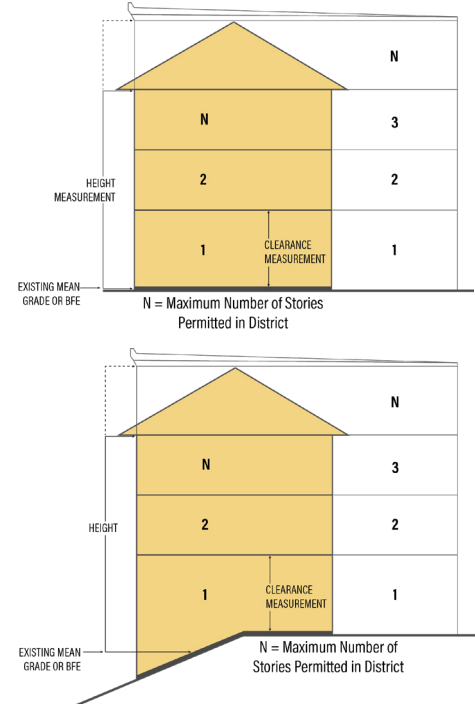 N
N
3
HEIGHT
MEASUREMENT
2
2
1
CLEARANCE
MEASUREMENT
1
EXISTING MEAN
GRADE OR BFE
N = Maximum Number of Stories
Permitted in District
N
N
3
HEIGHT
2
2
1
CLEARANCE
MEASUREMENT
1
EXISTING MEAN
GRADE OR BFE
N = Maximum Number of
Stories Permitted in District